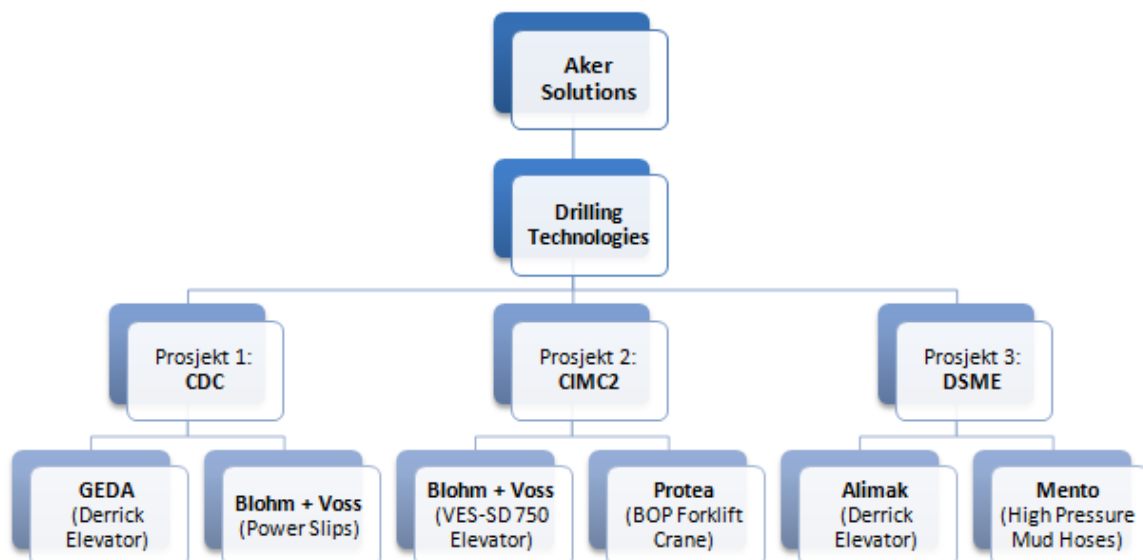 Aker
Solutions
Drilling
Technologies
Prosjekt 1:
CDC
Prosjekt 2:
CIMC2
Prosjekt 3:
DSME
GEDA
(Derrick
Elevator)
Blohm + Voss
(Power Slips)
Blohm + Voss
(VES-SD 750
Elevator)
Protea
(BOP Forklift
Crane)
Alimak
(Derrick
Elevator)
Mento
(High Pressure
Mud Hoses)